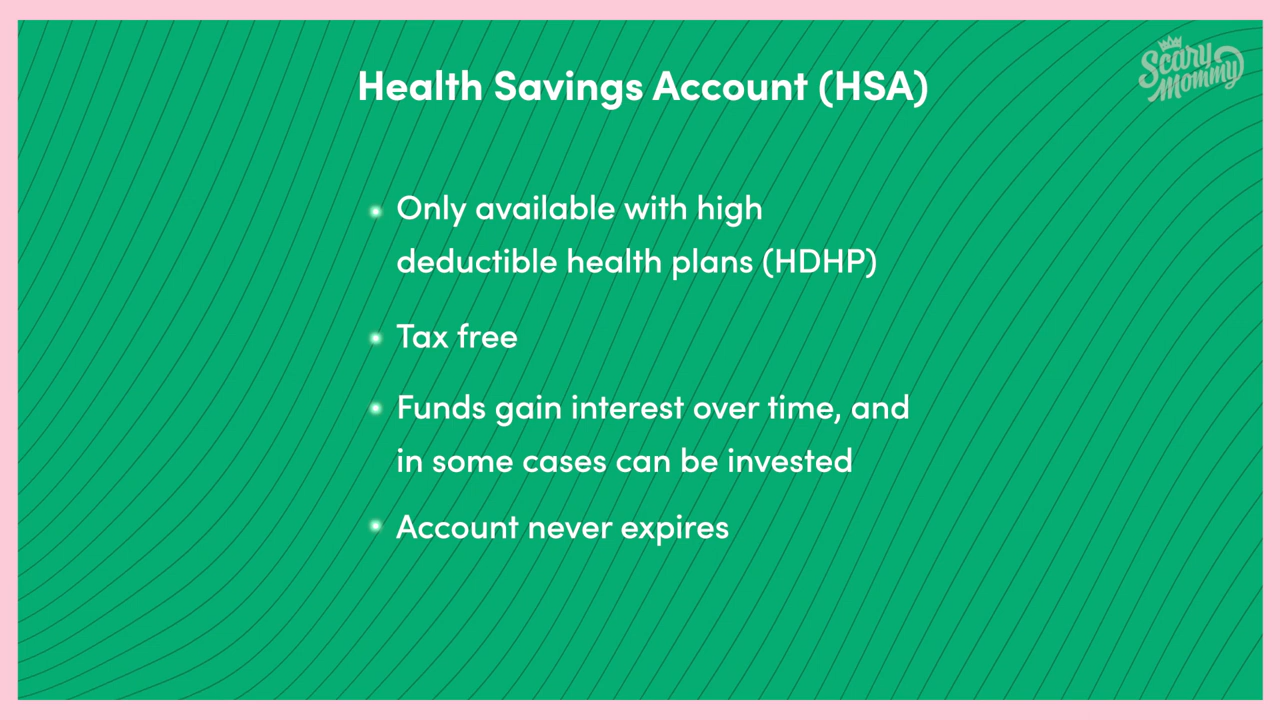 Scary
Mommy
Health Savings Account (HSA)
Only available with high
deductible health plans (HDHP)
Tax free
Funds gain interest over time, and
in some cases can be invested
Account never expires